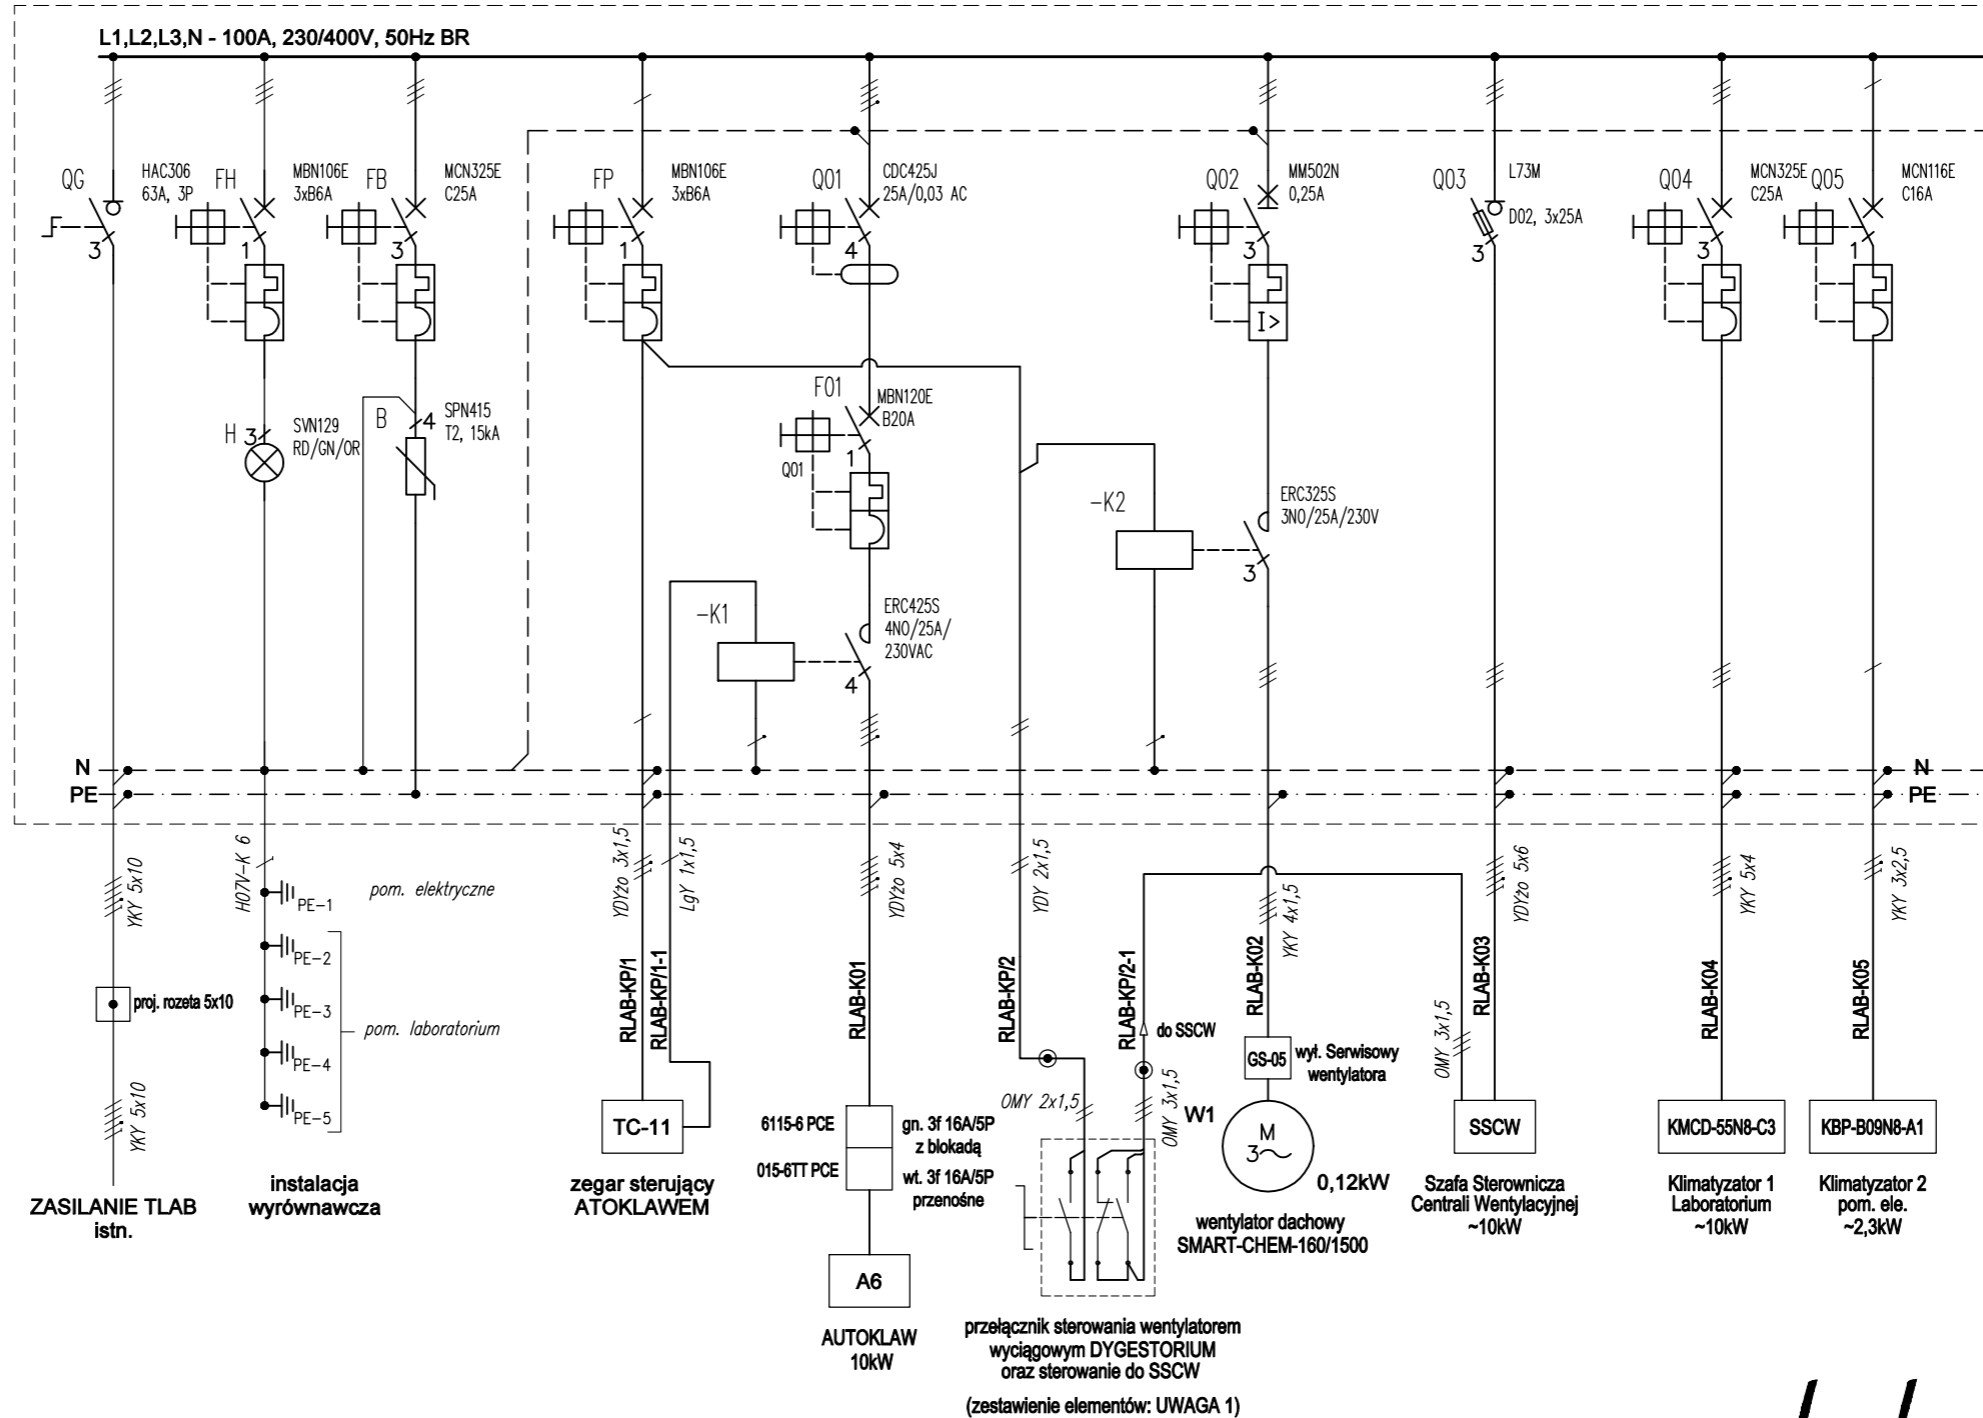 L1,L2,L3,N - 100A, 230/400V, 50Hz BR
QG
HAC306
63A, 3P
3
FH
MBN106E
3xB6A
1
FB
MCN325E
C25A
3
FP
MBN106E
3xB6A
1
Q01
CDC425J
25A/0,03 AC
4
Q02
MM502N
0,25A
3
I>
Q03
L73M
D02, 3x25A
3
Q04
MCN325E
C25A
3
Q05
MCN116E
C16A
1
H
3
SVN129
RD/GN/OR
B
4
SPN415
T2, 15kA
F01
MBN120E
B20A
Q01
1
-K2
ERC325S
3NO/25A/230V
3
-K1
ERC425S
4NO/25A/
230VAC
4
N
PE
N
PE
YKY 5x10
H07V-K 6
YDYżo 3x1,5
LgY 1x1,5
YDYżo 5x4
YDY 2x1,5
YKY 4x1,5
YDYżo 5x6
YKY 5x4
YKY 3x2,5
PE-1
pom. elektryczne
PE-2
PE-3
PE-4
PE-5
pom. laboratorium
proj. rozeta 5x10
YKY 5x10
RLAB-KP/1
RLAB-KP/1-1
RLAB-K01
RLAB-KP/2
RLAB-KP/2-1
RLAB-K02
RLAB-K03
RLAB-K04
RLAB-K05
do SSCW
OMY 3x1,5
OMY 2x1,5
OMY 3x1,5
GS-05
wył. Serwisowy
wentylatora
W1
M
3
0,12kW
TC-11
6115-6 PCE
gn. 3f 16A/5P
z blokadą
015-6TT PCE
wt. 3f 16A/5P
przenośne
SSCW
KMCD-55N8-C3
KBP-B09N8-A1
ZASILANIE TLAB
istn.
instalacja
wyrównawcza
zegar sterujący
ATOKLAWEM
A6
AUTOKLAW
10kW
wentylator dachowy
SMART-CHEM-160/1500
Szafa Sterownicza
Centrali Wentylacyjnej
~10kW
Klimatyzator 1
Laboratorium
~10kW
Klimatyzator 2
pom. ele.
~2,3kW
przełącznik sterowania wentylatorem
wyciągowym DYGESTORIUM
oraz sterowanie do SSCW
(zestawienie elementów: UWAGA 1)